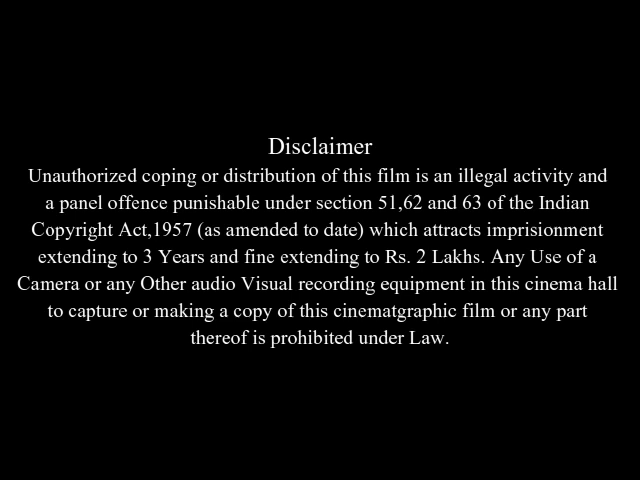 Disclaimer
Unauthorized coping or distribution of this film is an illegal activity and
a panel offence punishable under section 51,62 and 63 of the Indian
Copyright Act,1957 (as amended to date) which attracts imprisionment
extending to 3 Years and fine extending to Rs. 2 Lakhs. Any Use of a
Camera or any Other audio Visual recording equipment in this cinema hall
to capture or making a copy of this cinematgraphic film or any part
thereof is prohibited under Law.